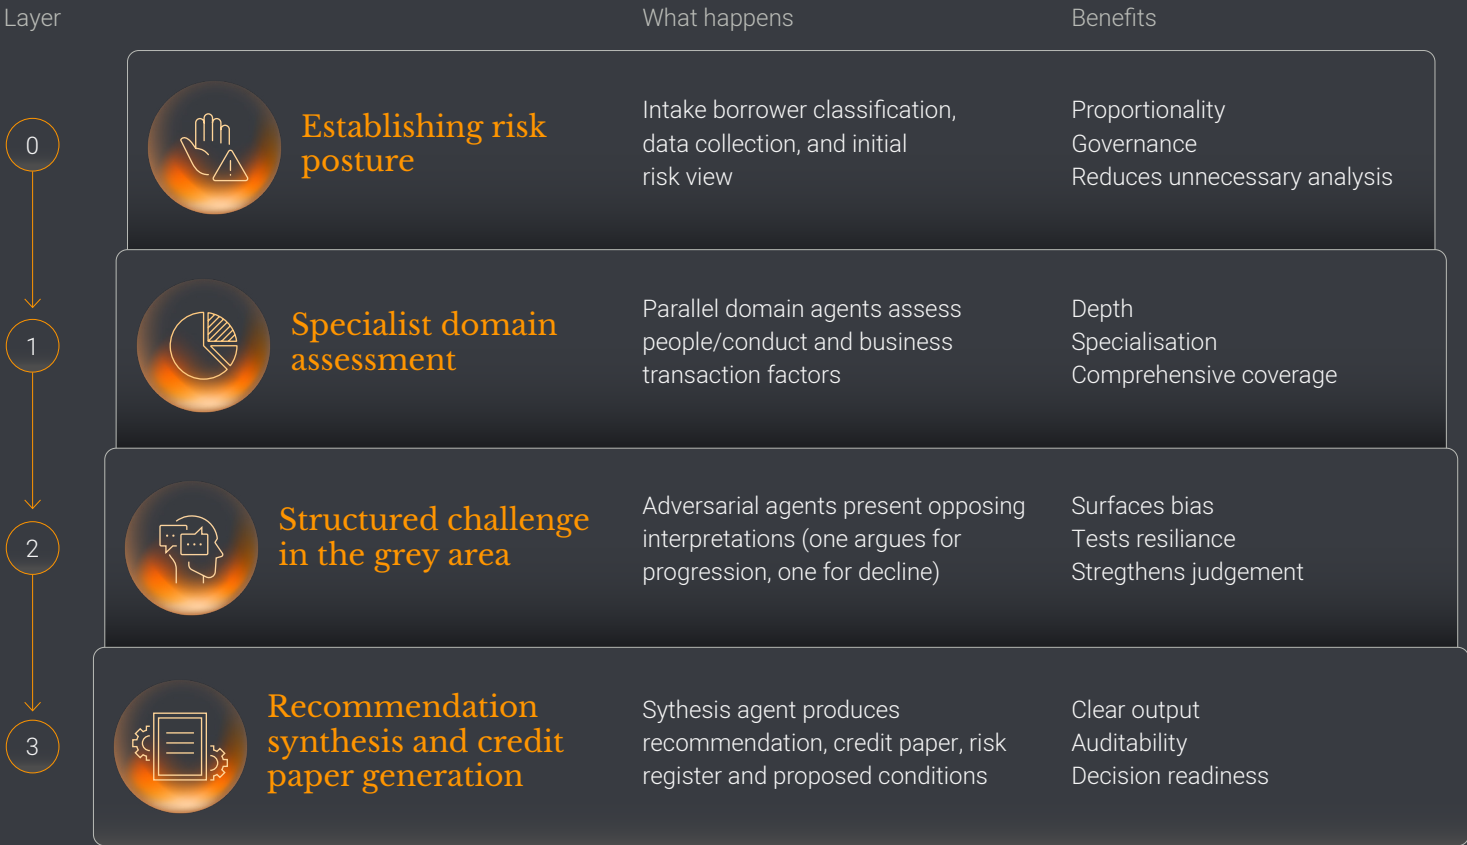 Layer
What happens
Benefits
0
Establishing risk
posture
Intake borrower classification,
data collection, and initial
risk view
Proportionality
Governance
Reduces unnecessary analysis
1
Specialist domain
assessment
Parallel domain agents assess
people/conduct and business
transaction factors
Depth
Specialisation
Comprehensive coverage
2
Structured challenge
in the grey area
Adversarial agents present opposing
interpretations (one argues for
progression, one for decline)
Surfaces bias
Tests resiliance
Stregthens judgement
3
Recommendation
synthesis and credit
paper generation
Sythesis agent produces
recommendation, credit paper, risk
register and proposed conditions
Clear output
Auditability
Decision readiness